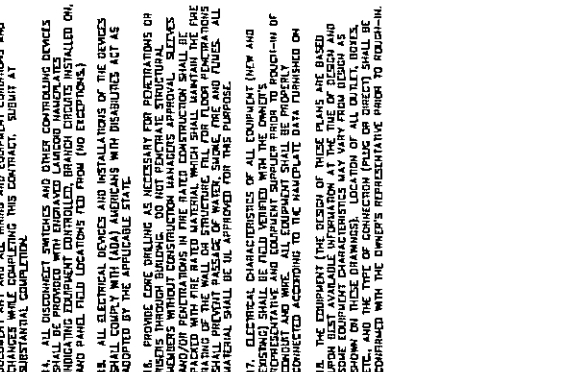 DOCUMENT ANY AND ALL WIRING AND EQUIPMENT CONDITIONS AND
CHANGES WHILE COMPLETING THIS CONTRACT, SUBMIT AT
SUBSTANTIAL COMPLETION.
14. ALL DISCONNECT SWITCHES AND OTHER CONTROLLING DEVICES
SHALL BE PROVIDED WITH ENGRAVED LAMICOID NAMEPLATES
INDICATING EQUIPMENT CONTROLLED, BRANCH CIRCUITS INSTALLED ON,
AND PANEL FIELD LOCATIONS FED FROM (NO EXCEPTIONS.)
15. ALL ELECTRICAL DEVICES AND INSTALLATIONS OF THE DEVICES
SHALL COMPLY WITH (ADA) AMERICANS WITH DISABILITIES ACT AS
ADOPTED BY THE APPLICABLE STATE.
16. PROVIDE CORE DRILLING AS NECESSARY FOR PENETRATIONS OR
RISERS THROUGH BUILDING. DO NOT PENETRATE STRUCTURAL
MEMBERS WITHOUT CONSTRUCTION MANAGERS APPROVAL. SLEEVES
AND/OR PENETRATIONS IN FIRE RATED CONSTRUCTION SHALL BE
PACKED WITH FIRE RATED MATERIAL WHICH SHALL MAINTAIN THE FIRE
RATING OF THE WALL OR STRUCTURE. FILL FOR FLOOR PENETRATIONS
SHALL PREVENT PASSAGE OF WATER, SMOKE, FIRE AND FUMES. ALL
MATERIAL SHALL BE UL APPROVED FOR THIS PURPOSE.
17. ELECTRICAL CHARACTERISTICS OF ALL EQUIPMENT (NEW AND
EXISTING) SHALL BE FIELD VERIFIED WITH THE OWNER'S
REPRESENTATIVE AND EQUIPMENT SUPPLIER PRIOR TO ROUGH-IN OF
CONDUIT AND WIRE. ALL EQUIPMENT SHALL BE PROPERLY
CONNECTED ACCORDING TO THE NAMEPLATE DATA FURNISHED ON
18. THE EQUIPMENT (THE DESIGN OF THESE PLANS ARE BASED
UPON BEST AVAILABLE INFORMATION AT THE TIME OF DESIGN AND
SOME EQUIPMENT CHARACTERISTICS MAY VARY FROM DESIGN AS
SHOWN ON THESE DRAWINGS). LOCATION OF ALL OUTLET, BOXES,
ETC., AND THE TYPE OF CONNECTION (PLUG OR DIRECT) SHALL BE
CONFIRMED WITH THE OWNER'S REPRESENTATIVE PRIOR TO ROUGH-IN.